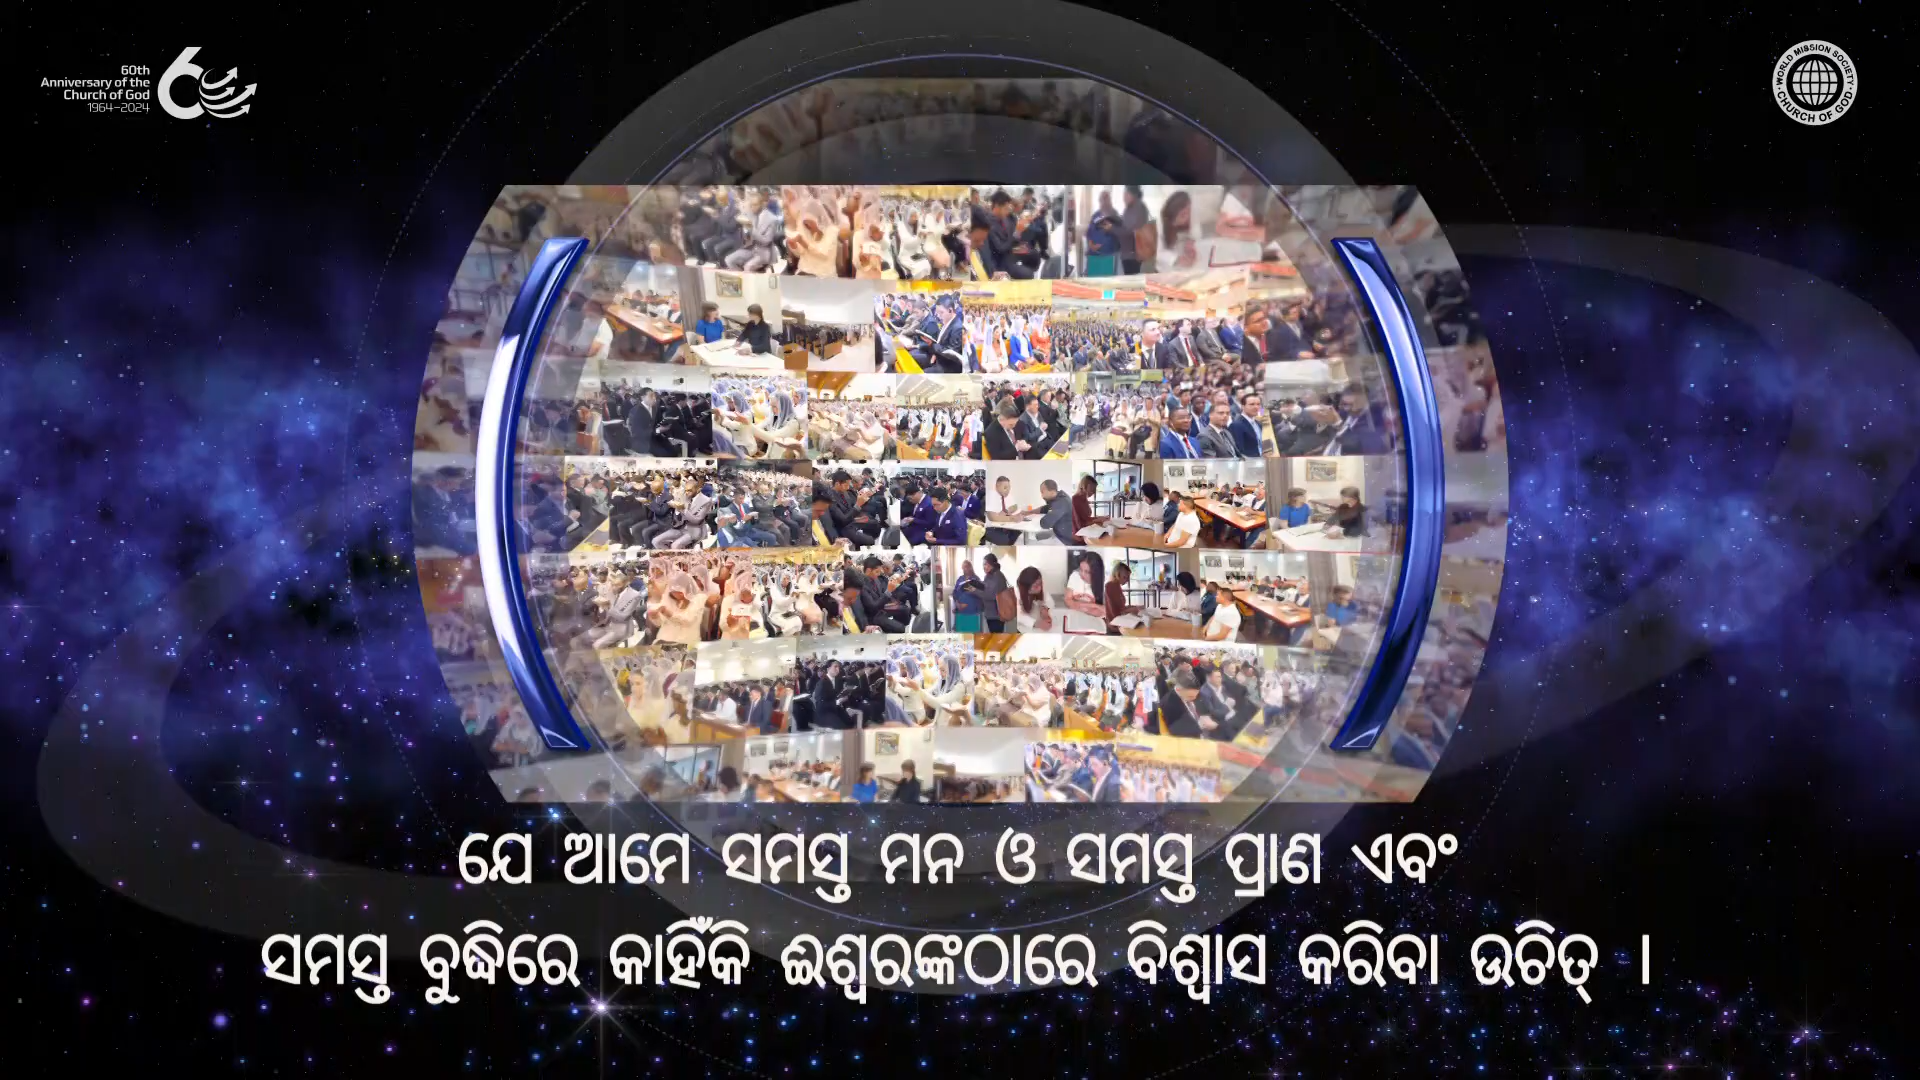 60th
Anniversary of the
Church of God
1964–2024
WORLD MISSION SOCIETY
CHURCH OF GOD
ଯେ ଆମେ ସମସ୍ତ ମନ ଓ ସମସ୍ତ ପ୍ରାଣ ଏବଂ
ସମସ୍ତ ବୁଦ୍ଧିରେ କାହିଁକି ଈଶ୍ୱରଙ୍କଠାରେ ବିଶ୍ୱାସ କରିବା ଉଚିତ୍ ।